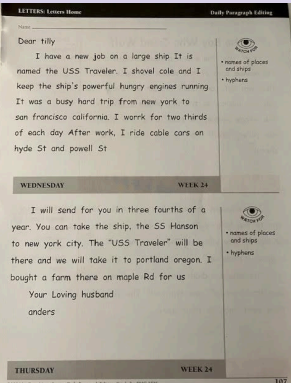 LETTERS: Letters Home
Daily Paragraph Editing
Name
Dear tilly
I have a new job on a large ship It is
named the USS Traveler. I shovel cole and I
keep the ship's powerful hungry engines running
It was a busy hard trip from new york to
san francisco california. I worrk for two thirds
of each day After work, I ride cable cars on
hyde St and powell St
WATCH FOR
• names of places
and ships
• hyphens
WEDNESDAY
WEEK 24
I will send for you in three fourths of a
year. You can take the ship, the SS Hanson
to new york city. The "USS Traveler" will be
there and we will take it to portland oregon. I
bought a farm there on maple Rd for us
Your Loving husband
anders
WATCH FOR
• names of places
and ships
• hyphens
THURSDAY
WEEK 24
107